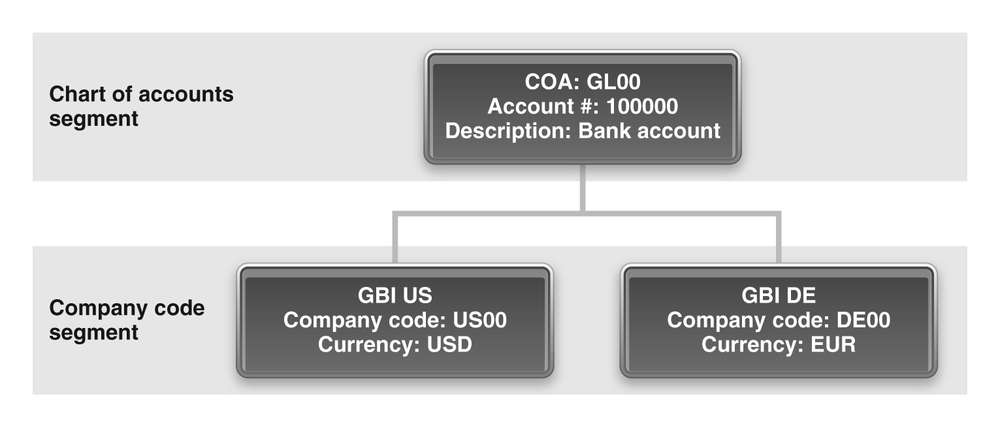 Chart of accounts
segment
COA: GL00
Account #: 100000
Description: Bank account
Company code
segment
GBI US
Company code: US00
Currency: USD
GBI DE
Company code: DE00
Currency: EUR